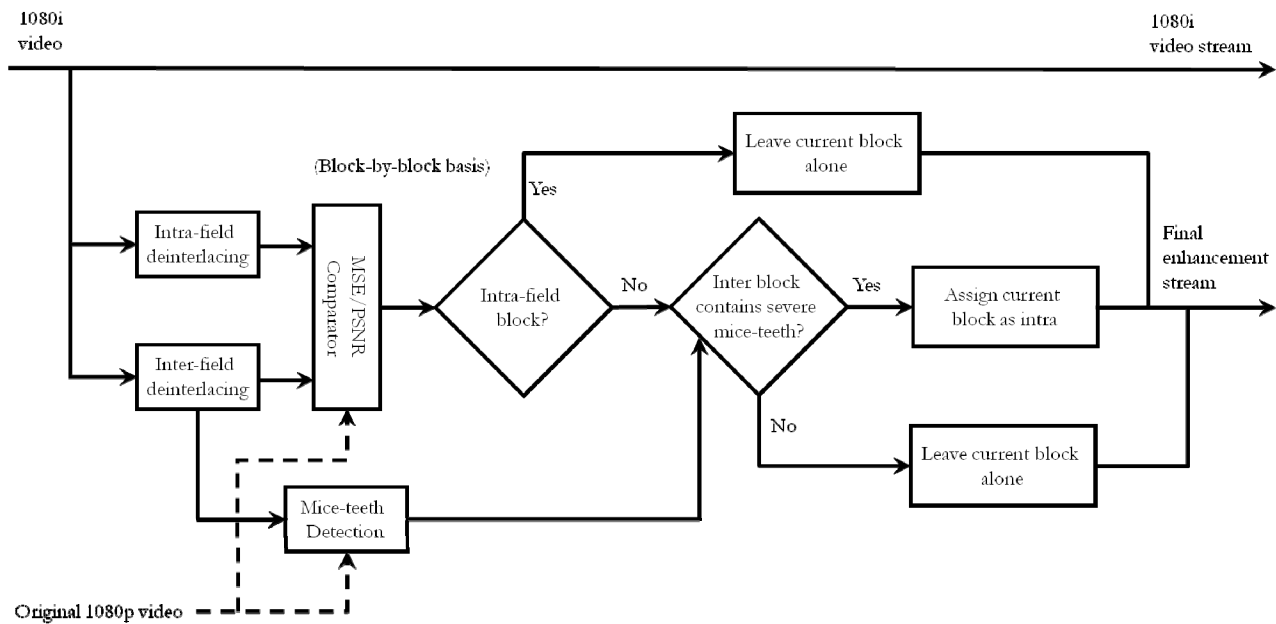 1080i
video
1080i
video stream
(Block-by-block basis)
Leave current block
alone
Yes
Intra-field
deinterlacing
MSE/PSNR
Comparator
Intra-field
block?
No
Inter block
contains severe
mice-teeth?
Yes
Assign current
block as intra
Final
enhancement
stream
Inter-field
deinterlacing
No
Leave current block
alone
Mice-teeth
Detection
Original 1080p video